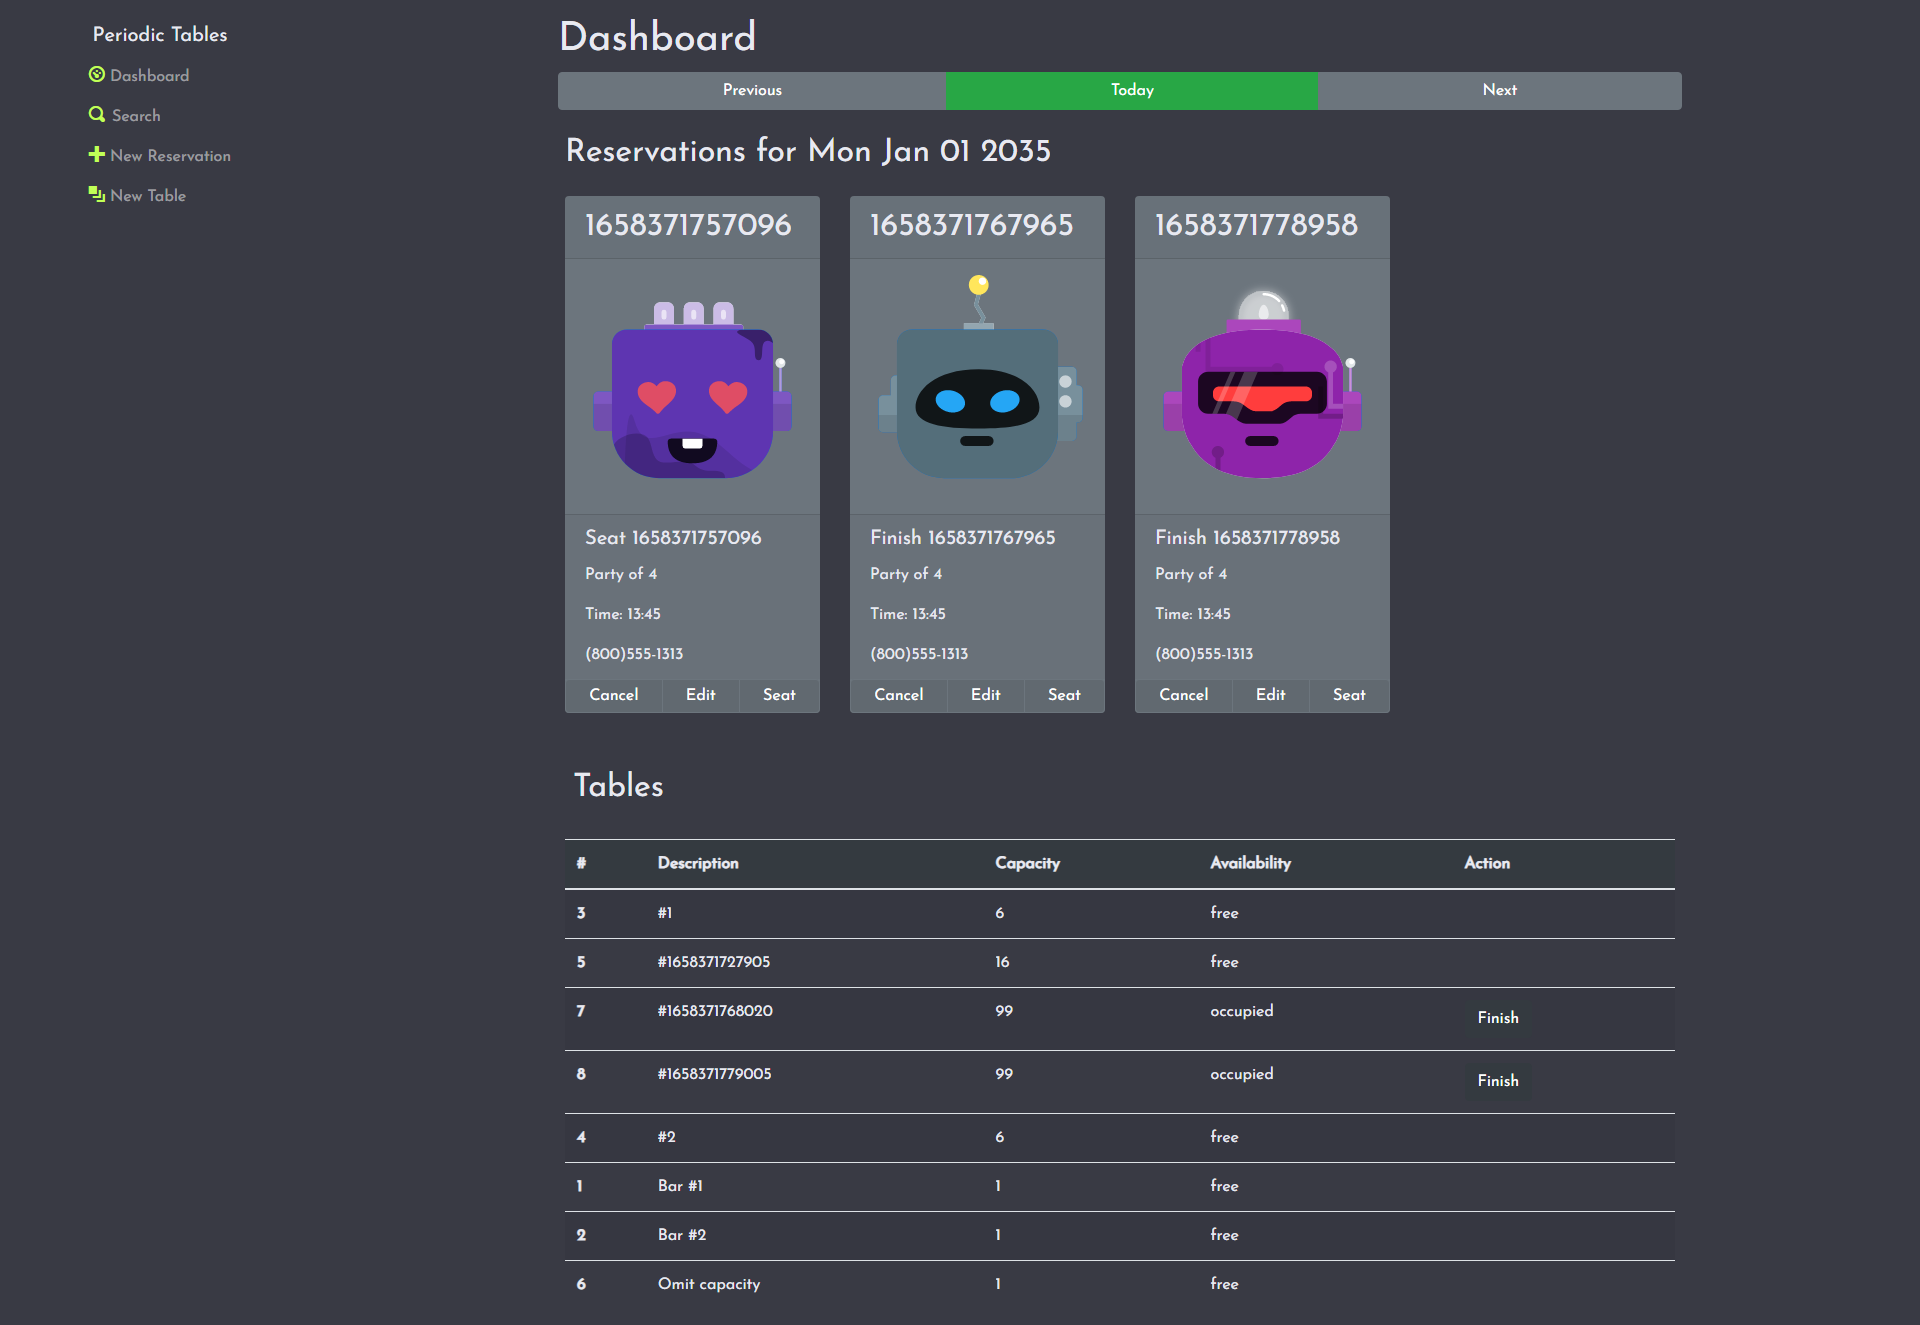 Periodic Tables
Dashboard
Search
New Reservation
New Table
Dashboard
Previous Today Next
Reservations for Mon Jan 01 2035
1658371757096
Seat 1658371757096
Party of 4
Time: 13:45
(800)555-1313
Cancel Edit Seat
1658371767965
Finish 1658371767965
Party of 4
Time: 13:45
(800)555-1313
Cancel Edit Seat
1658371778958
Finish 1658371778958
Party of 4
Time: 13:45
(800)555-1313
Cancel Edit Seat
Tables
# Description Capacity Availability Action
3 #1 6 free
5 #1658371727905 16 free
7 #1658371768020 99 occupied Finish
8 #1658371779005 99 occupied Finish
4 #2 6 free
1 Bar #1 1 free
2 Bar #2 1 free
6 Omit capacity 1 free